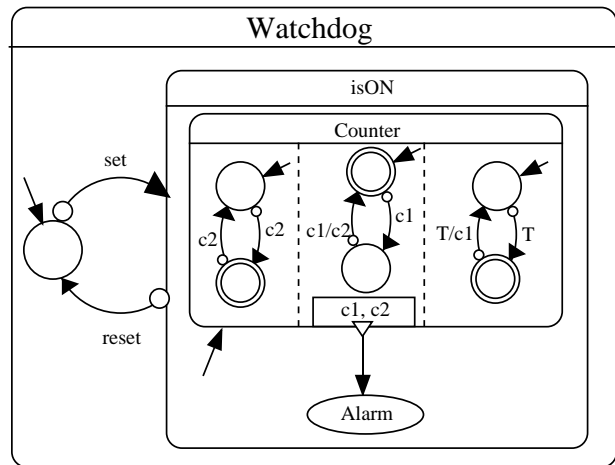 Watchdog
isON
Counter
set
reset
c2
c2
c1/c2
c1
T/c1
T
c1, c2
Alarm